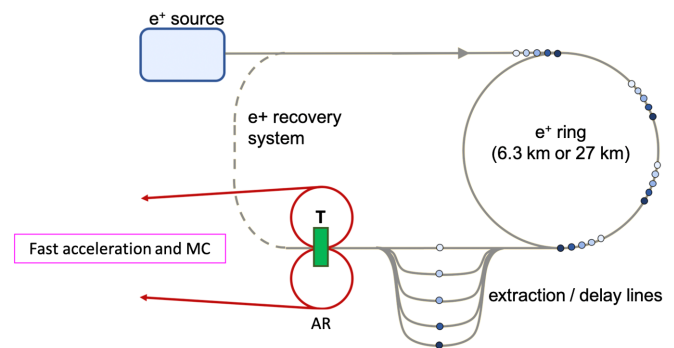 e⁺ source
e+ recovery
system
e⁺ ring
(6.3 km or 27 km)
T
Fast acceleration and MC
extraction / delay lines
AR